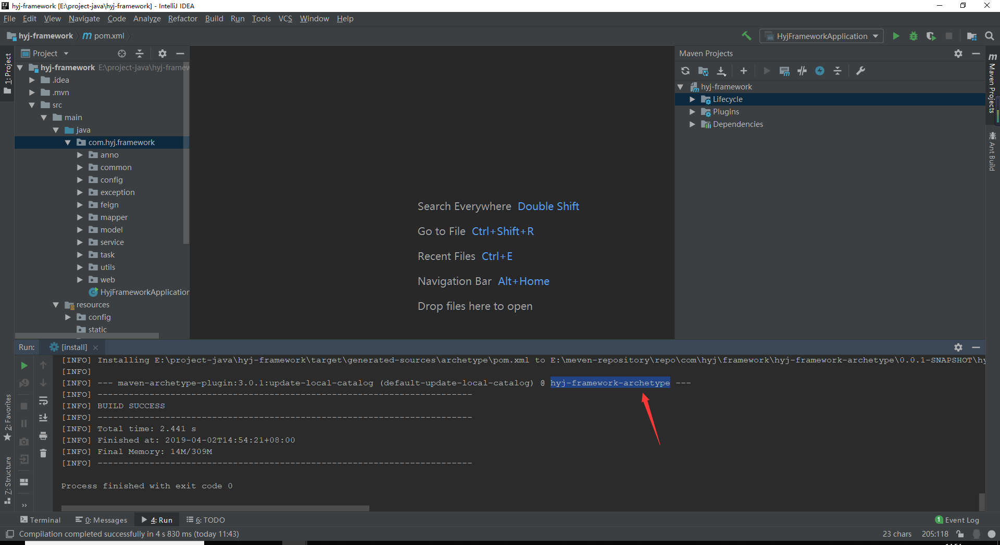 hyj-framework [E:\project-java\hyj-framework] - IntelliJ IDEA
File Edit View Navigate Code Analyze Refactor Build Run Tools VCS Window Help
hyj-framework pom.xml
HyjFrameworkApplication
Project
1: Project
hyj-framework E:\project-java\hyj-framew
.idea
.mvn
src
main
java
com.hyj.framework
anno
common
config
exception
feign
mapper
model
service
task
utils
web
HyjFrameworkApplication
resources
config
static
Search Everywhere Double Shift
Go to File Ctrl+Shift+R
Recent Files Ctrl+E
Navigation Bar Alt+Home
Drop files here to open
Maven Projects
hyj-framework
Lifecycle
Plugins
Dependencies
Maven Projects
Ant Build
Run: [install]
[INFO] Installing E:\project-java\hyj-framework\target\generated-sources\archetype\pom.xml to E:\meven-repository\repo\com\hyj\framework\hyj-framework-archetype\0.0.1-SNAPSHOT\hy
[INFO]
[INFO] --- maven-archetype-plugin:3.0.1:update-local-catalog (default-update-local-catalog) @ hyj-framework-archetype ---
[INFO] ------------------------------------------------------------------------
[INFO] BUILD SUCCESS
[INFO] ------------------------------------------------------------------------
[INFO] Total time: 2.441 s
[INFO] Finished at: 2019-04-02T14:54:21+08:00
[INFO] Final Memory: 14M/309M
[INFO] ------------------------------------------------------------------------
Process finished with exit code 0
2: Favorites
7: Structure
Terminal 0: Messages 4: Run 6: TODO
1 Event Log
Compilation completed successfully in 4 s 830 ms (today 11:43)
23 chars 205:118